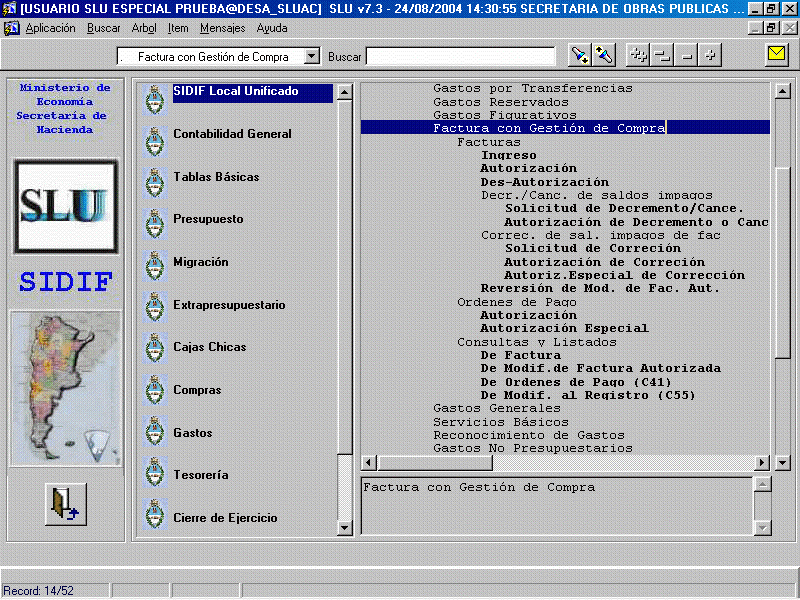 [USUARIO SLU ESPECIAL PRUEBA@DESA_SLUAC] SLU v7.3 - 24/08/2004 14:30:55 SECRETARIA DE OBRAS PUBLICAS ...
Aplicación Buscar Arbol Item Mensajes Ayuda
. Factura con Gestión de Compra Buscar
Ministerio de
Economía
Secretaría de
Hacienda
SLU
SIDIF
SIDIF Local Unificado
Contabilidad General
Tablas Básicas
Presupuesto
Migración
Extrapresupuestario
Cajas Chicas
Compras
Gastos
Tesorería
Cierre de Ejercicio
Gastos por Transferencias
Gastos Reservados
Gastos Figurativos
Factura con Gestión de Compra
Facturas
Ingreso
Autorización
Des-Autorización
Decr./Canc. de saldos impagos
Solicitud de Decremento/Cance.
Autorización de Decremento o Canc
Correc. de sal. impagos de fac
Solicitud de Correción
Autorización de Correción
Autoriz.Especial de Corrección
Reversión de Mod. de Fac. Aut.
Ordenes de Pago
Autorización
Autorización Especial
Consultas y Listados
De Factura
De Modif.de Factura Autorizada
De Ordenes de Pago (C41)
De Modif. al Registro (C55)
Gastos Generales
Servicios Básicos
Reconocimiento de Gastos
Gastos No Presupuestarios
Factura con Gestión de Compra
Record: 14/52